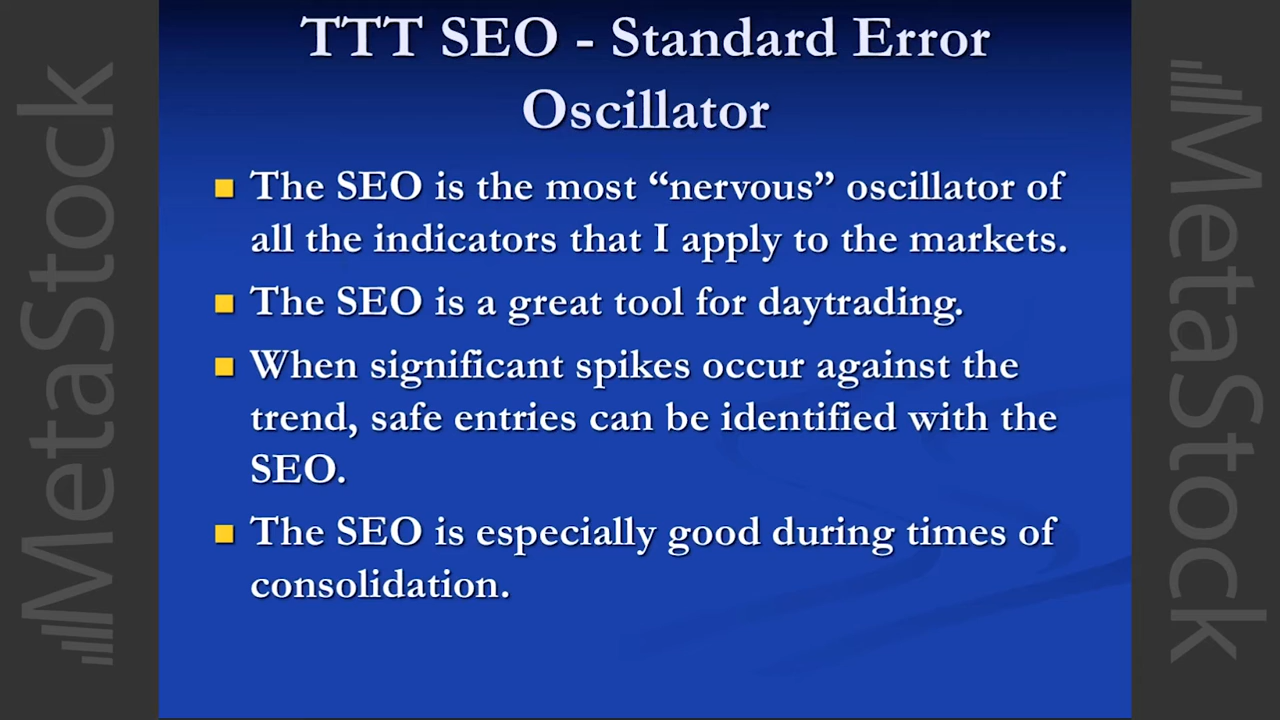 TTT SEO - Standard Error
Oscillator
The SEO is the most “nervous” oscillator of
all the indicators that I apply to the markets.
The SEO is a great tool for daytrading.
When significant spikes occur against the
trend, safe entries can be identified with the
SEO.
The SEO is especially good during times of
consolidation.
MetaStock
MetaStock